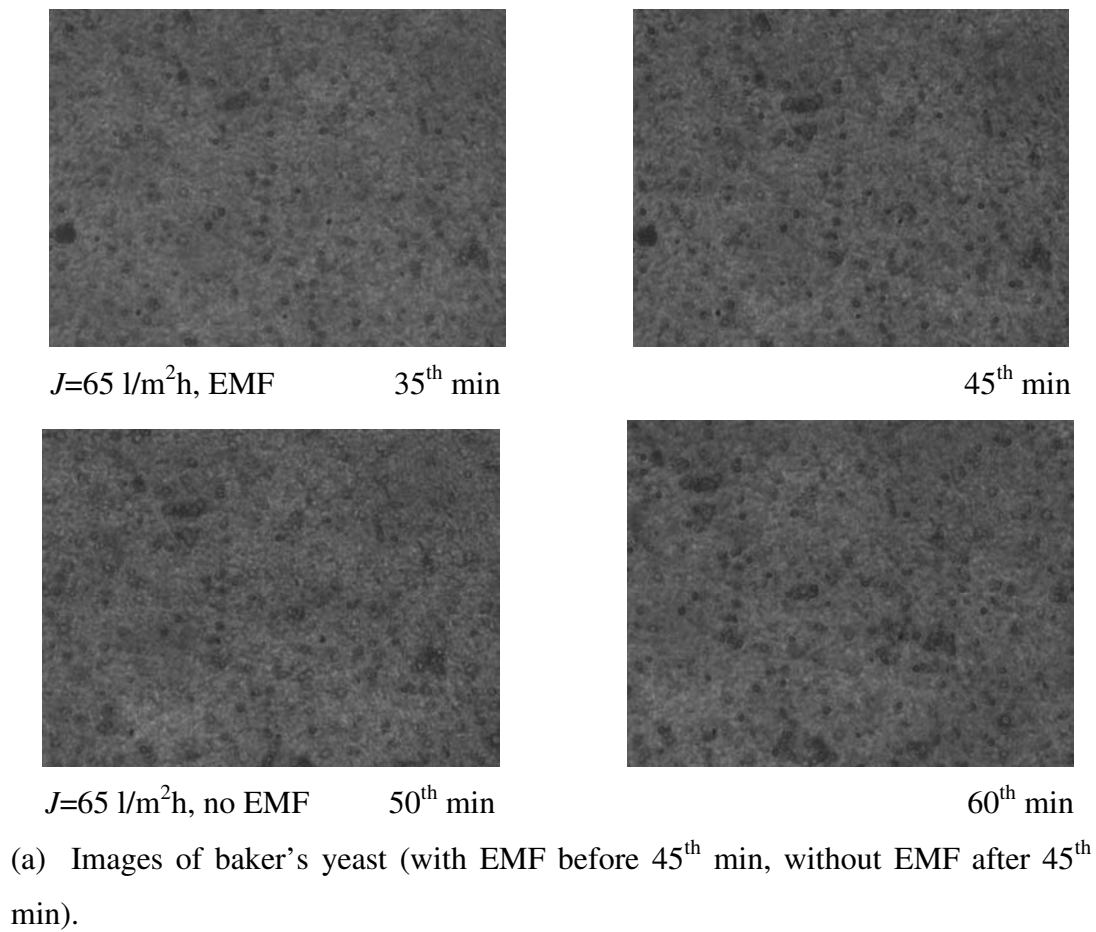 J=65 l/m²h, EMF 35th min 45th min
J=65 l/m²h, no EMF 50th min 60th min
(a) Images of baker’s yeast (with EMF before 45th min, without EMF after 45th
min).